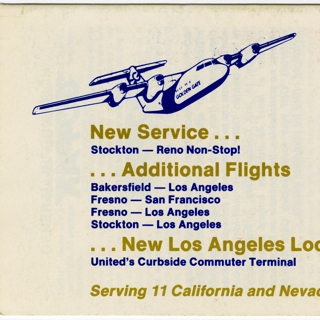 GOLDEN GATE
New Service . . .
Stockton — Reno Non-Stop!
. . . Additional Flights
Bakersfield — Los Angeles
Fresno — San Francisco
Fresno — Los Angeles
Stockton — Los Angeles
. . . New Los Angeles Loc
United's Curbside Commuter Terminal
Serving 11 California and Nevad